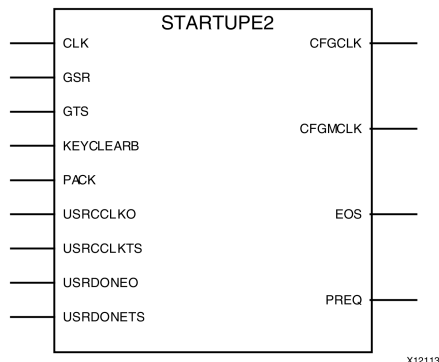 STARTUPE2
CLK
GSR
GTS
KEYCLEARB
PACK
USRCCLKO
USRCCLKTS
USRDONEO
USRDONETS
CFGCLK
CFGMCLK
EOS
PREQ
X12113